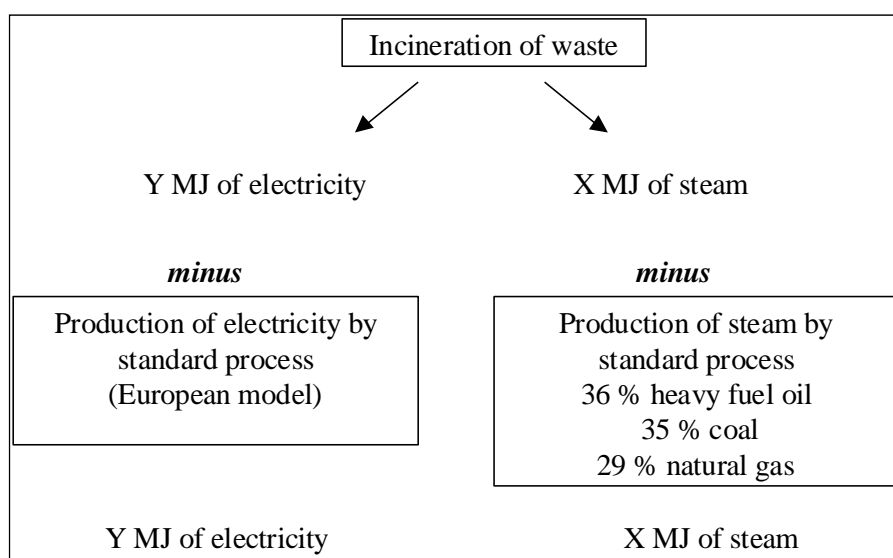 Incineration of waste
Y MJ of electricity
X MJ of steam
minus
minus
Production of electricity by
standard process
(European model)
Production of steam by
standard process
36 % heavy fuel oil
35 % coal
29 % natural gas
Y MJ of electricity
X MJ of steam